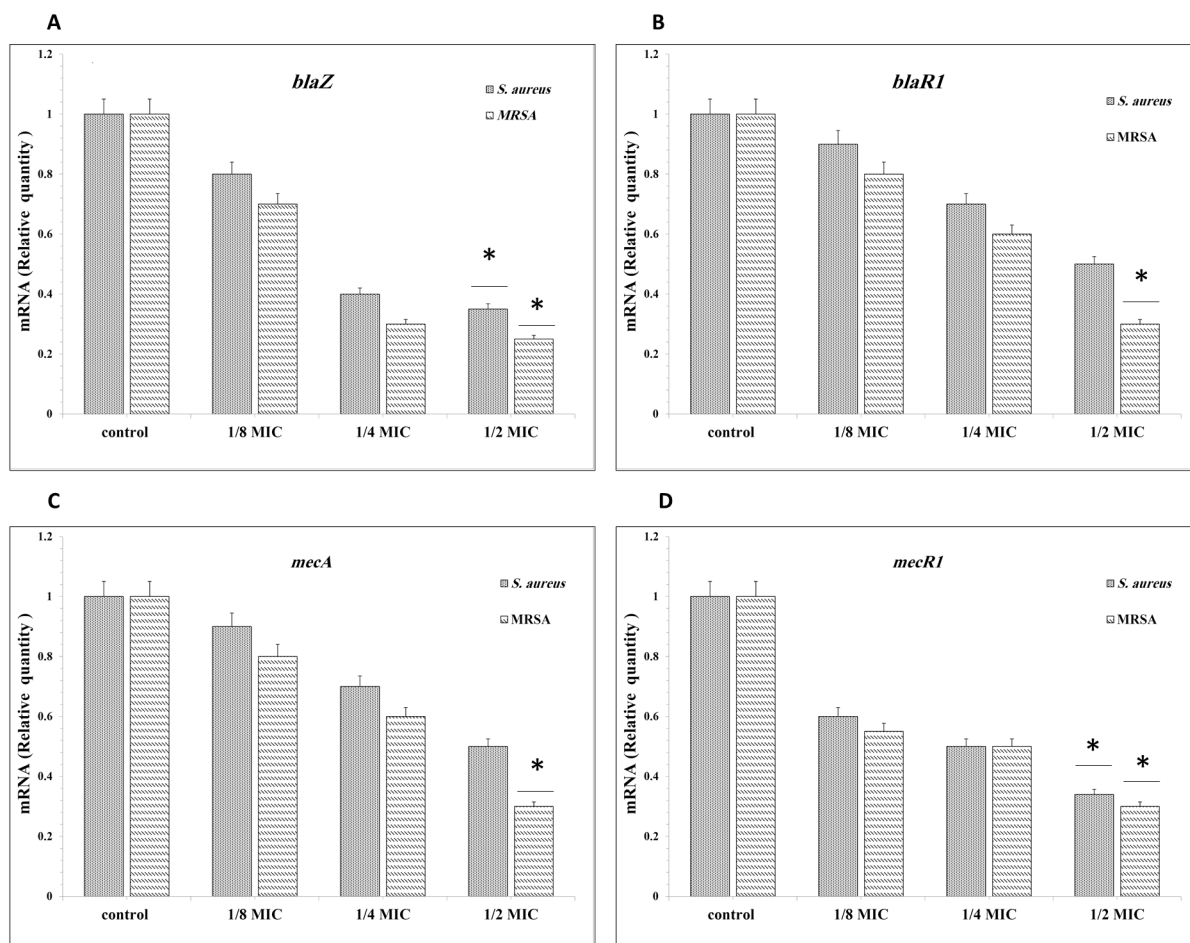 A
blaZ
S. aureus
MRSA
mRNA (Relative quantity )
1.2
1
0.8
0.6
0.4
0.2
0
*
*
control 1/8 MIC 1/4 MIC 1/2 MIC
B
blaR1
S. aureus
MRSA
mRNA (Relative quantity )
1.2
1
0.8
0.6
0.4
0.2
0
*
control 1/8 MIC 1/4 MIC 1/2 MIC
C
mecA
S. aureus
MRSA
mRNA (Relative quantity )
1.2
1
0.8
0.6
0.4
0.2
0
*
control 1/8 MIC 1/4 MIC 1/2 MIC
D
mecR1
S. aureus
MRSA
mRNA (Relative quantity )
1.2
1
0.8
0.6
0.4
0.2
0
*
*
control 1/8 MIC 1/4 MIC 1/2 MIC